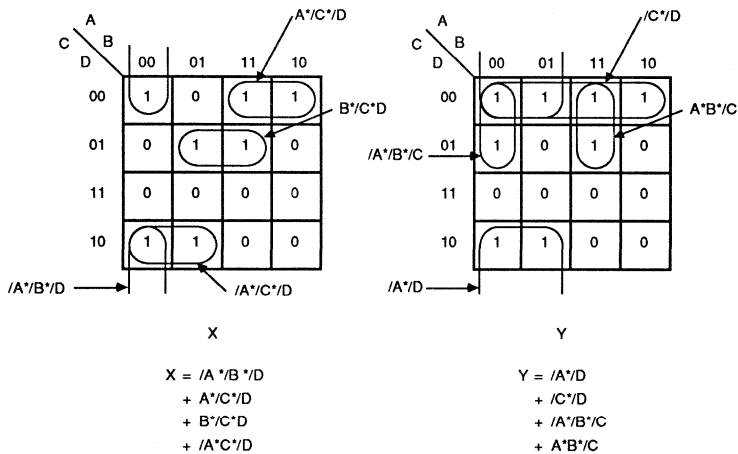 A
B
C
D
00 01 11 10
00 1 0 1 1
01 0 1 1 0
11 0 0 0 0
10 1 1 0 0
A*/C*/D
B*/C*D
/A*/B*/D
/A*/C*/D
X
X = /A */B */D
+ A*/C*/D
+ B*/C*D
+ /A*C*/D
A
B
C
D
00 01 11 10
00 1 1 1 1
01 1 0 1 0
11 0 0 0 0
10 1 1 0 0
/C*/D
A*B*/C
/A*/B*/C
/A*/D
Y
Y = /A*/D
+ /C*/D
+ /A*/B*/C
+ A*B*/C